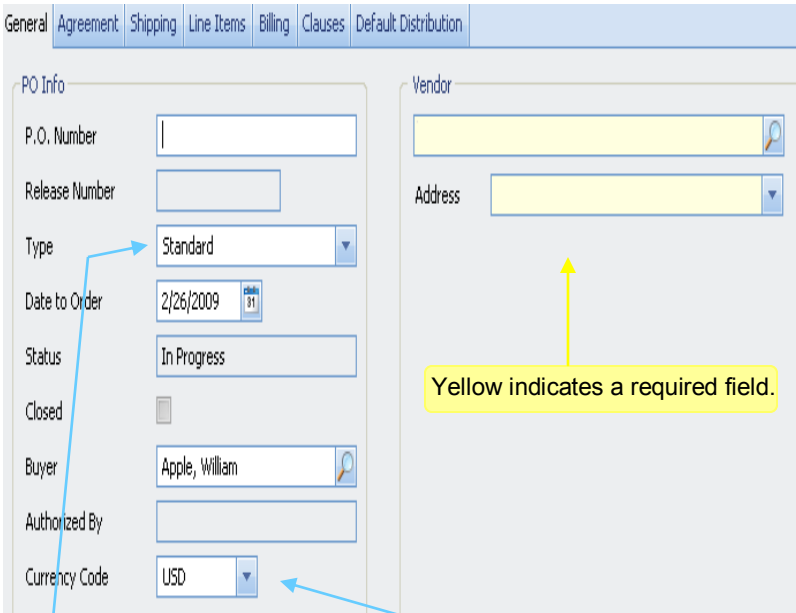 General Agreement Shipping Line Items Billing Clauses Default Distribution
PO Info
P.O. Number
Release Number
Type Standard
Date to Order 2/26/2009 31
Status In Progress
Closed
Buyer Apple, William
Authorized By
Currency Code USD
Vendor
Address
Yellow indicates a required field.